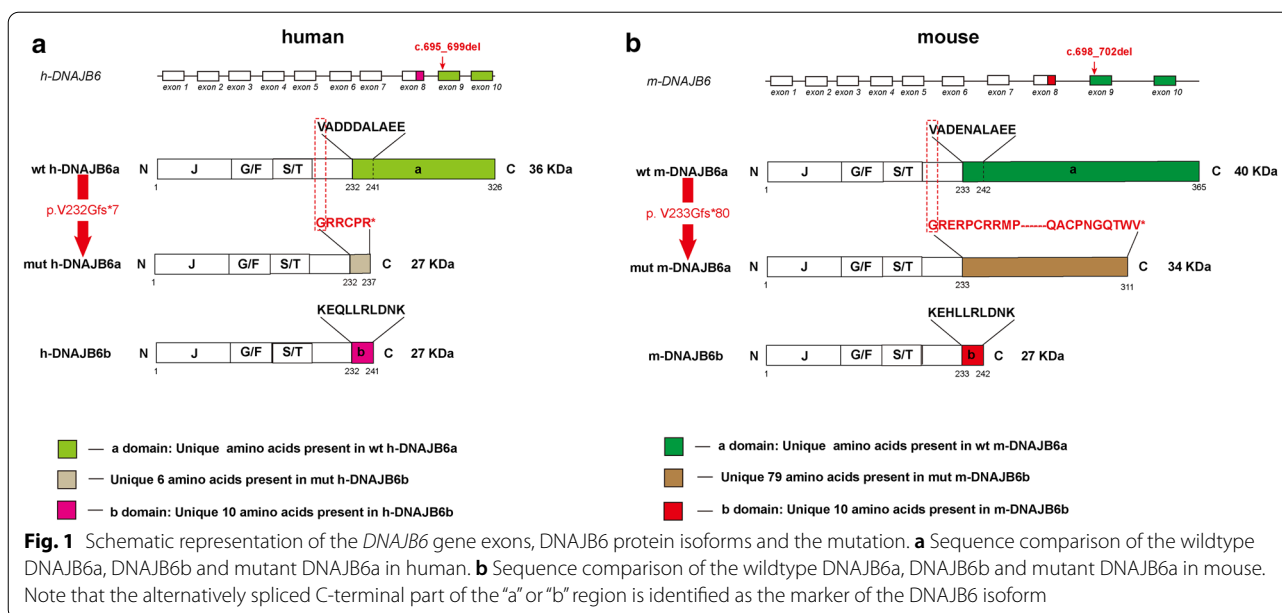 a
human
c.695_699del
h-DNAJB6
exon 1 exon 2 exon 3 exon 4 exon 5 exon 6 exon 7 exon 8 exon 9 exon 10
VADDDALAEE
wt h-DNAJB6a N J G/F S/T a C 36 KDa
1 232 241 326
p.V232Gfs*7
GRRCPR*
mut h-DNAJB6a N J G/F S/T C 27 KDa
1 232 237
KEQLLRLDNK
h-DNAJB6b N J G/F S/T b C 27 KDa
1 232 241
— a domain: Unique amino acids present in wt h-DNAJB6a
— Unique 6 amino acids present in mut h-DNAJB6b
— b domain: Unique 10 amino acids present in h-DNAJB6b
b
mouse
c.698_702del
m-DNAJB6
exon 1 exon 2 exon 3 exon 4 exon 5 exon 6 exon 7 exon 8 exon 9 exon 10
VADENALAEE
wt m-DNAJB6a N J G/F S/T a C 40 KDa
1 233 242 365
p. V233Gfs*80
GRERPCRRMP------QACPNGQTWV*
mut m-DNAJB6a N J G/F S/T C 34 KDa
1 233 311
KEHLLRLDNK
m-DNAJB6b N J G/F S/T b C 27 KDa
1 233 242
— a domain: Unique amino acids present in wt m-DNAJB6a
— Unique 79 amino acids present in mut m-DNAJB6b
— b domain: Unique 10 amino acids present in m-DNAJB6b
Fig. 1 Schematic representation of the DNAJB6 gene exons, DNAJB6 protein isoforms and the mutation. a Sequence comparison of the wildtype
DNAJB6a, DNAJB6b and mutant DNAJB6a in human. b Sequence comparison of the wildtype DNAJB6a, DNAJB6b and mutant DNAJB6a in mouse.
Note that the alternatively spliced C-terminal part of the “a” or “b” region is identified as the marker of the DNAJB6 isoform